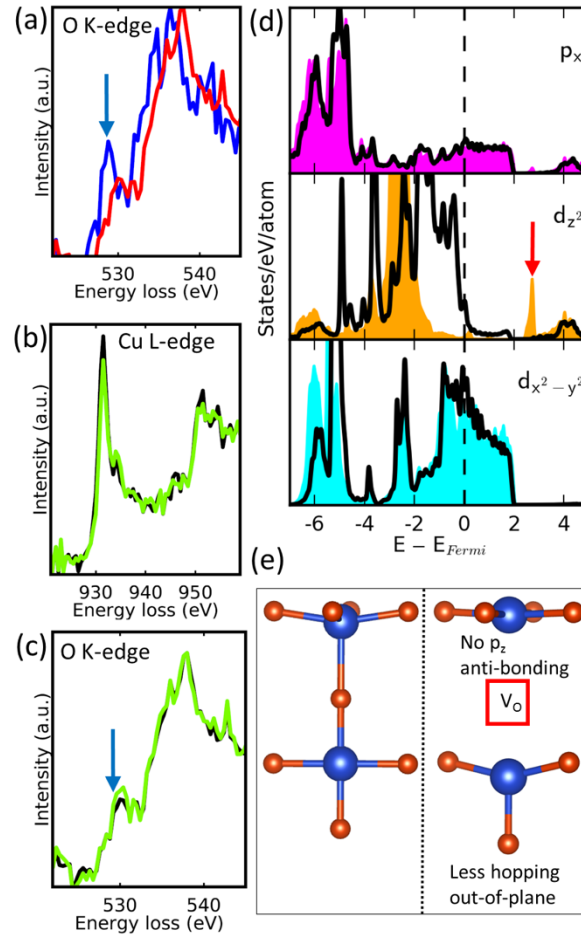 (a)
O K-edge
Intensity (a.u.)
530
540
Energy loss (eV)
(b)
Cu L-edge
Intensity (a.u.)
930
940
950
Energy loss (eV)
(c)
O K-edge
Intensity (a.u.)
530
540
Energy loss (eV)
(d)
pₓ
States/eV/atom
d_z²
d_x²−y²
-6 -4 -2 0 2 4
E − E_Fermi
(e)
No p_z
anti-bonding
V_O
Less hopping
out-of-plane